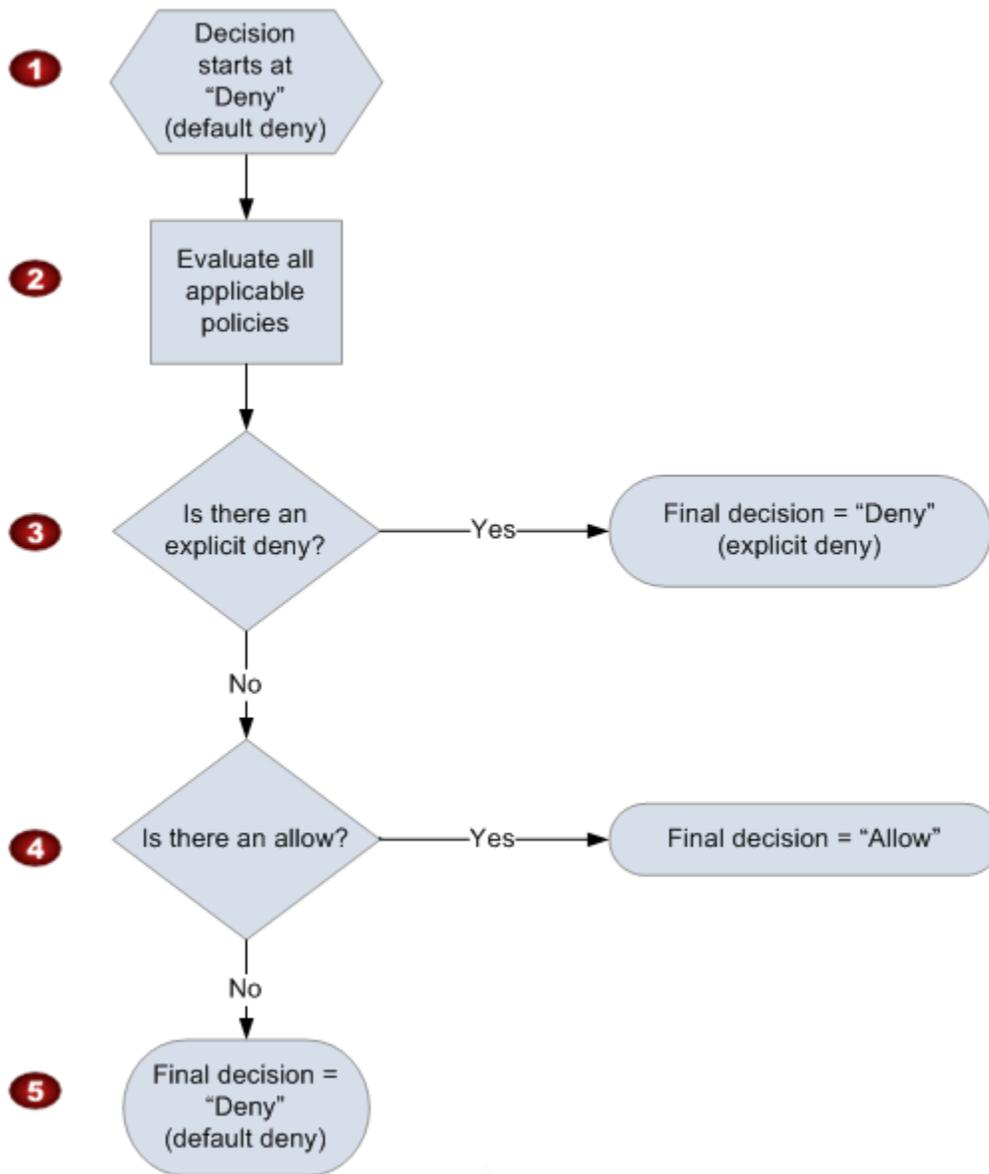 1
Decision
starts at
“Deny”
(default deny)
2
Evaluate all
applicable
policies
3
Is there an
explicit deny?
Yes
Final decision = “Deny”
(explicit deny)
No
4
Is there an allow?
Yes
Final decision = “Allow”
No
5
Final decision =
“Deny”
(default deny)